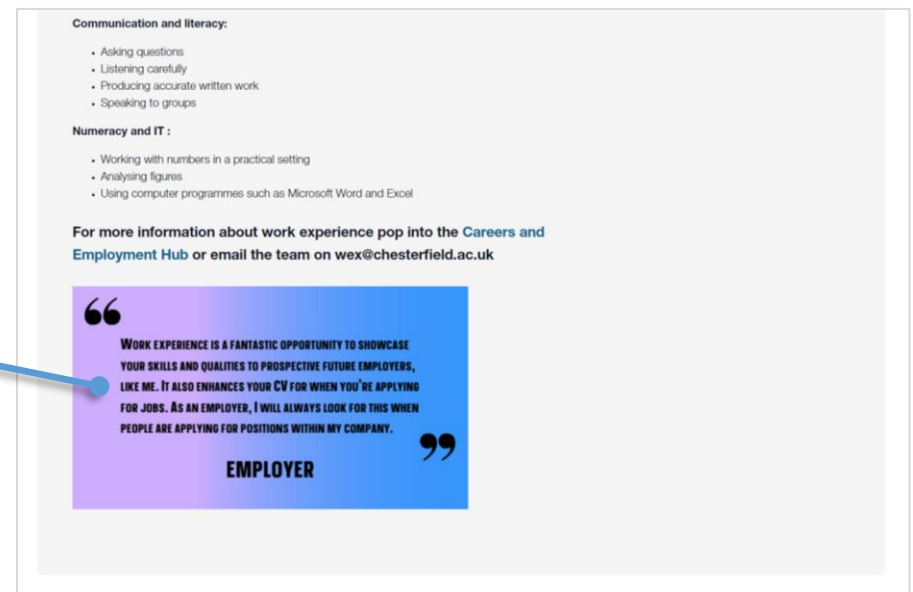 Communication and literacy:
• Asking questions
• Listening carefully
• Producing accurate written work
• Speaking to groups
Numeracy and IT :
• Working with numbers in a practical setting
• Analysing figures
• Using computer programmes such as Microsoft Word and Excel
For more information about work experience pop into the Careers and
Employment Hub or email the team on wex@chesterfield.ac.uk
“
WORK EXPERIENCE IS A FANTASTIC OPPORTUNITY TO SHOWCASE
YOUR SKILLS AND QUALITIES TO PROSPECTIVE FUTURE EMPLOYERS,
LIKE ME. IT ALSO ENHANCES YOUR CV FOR WHEN YOU'RE APPLYING
FOR JOBS. AS AN EMPLOYER, I WILL ALWAYS LOOK FOR THIS WHEN
PEOPLE ARE APPLYING FOR POSITIONS WITHIN MY COMPANY.
”
EMPLOYER